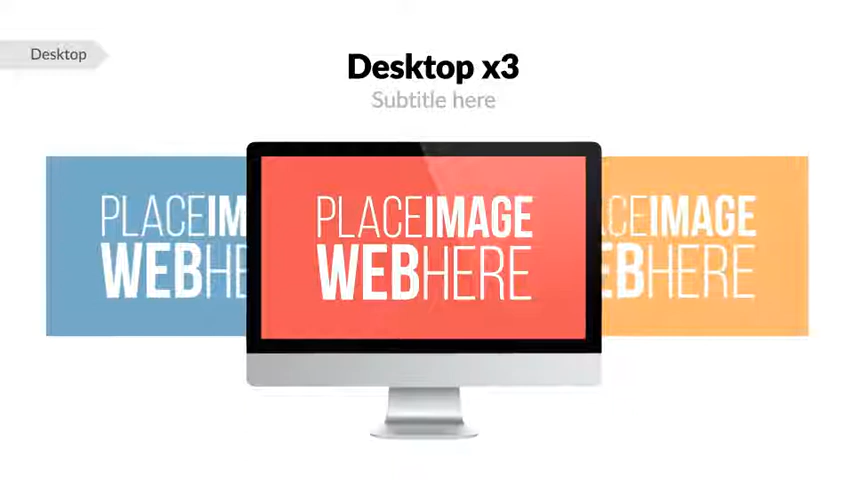 Desktop
Desktop x3
Subtitle here
PLACEIM
WEBHE
PLACEIMAGE
WEBHERE
CEIMAGE
EBHERE